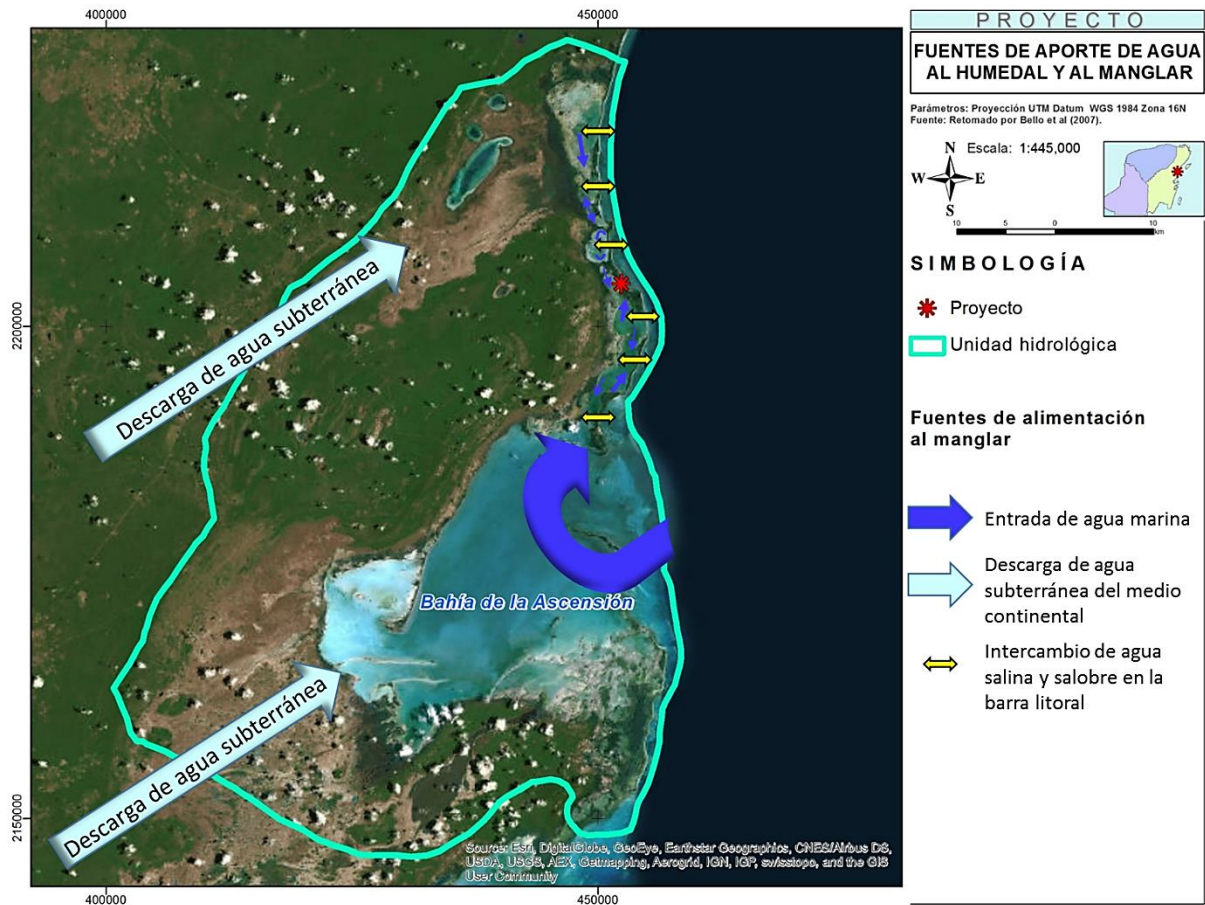 400000
450000
2200000
2150000
400000
450000
Descarga de agua subterránea
Bahía de la Ascensión
Descarga de agua subterránea
Source: Esri, DigitalGlobe, GeoEye, Earthstar Geographics, CNES/Airbus DS,
USDA, USGS, AEX, Getmapping, Aerogrid, IGN, IGP, swisstopo, and the GIS
User Community
PROYECTO
FUENTES DE APORTE DE AGUA
AL HUMEDAL Y AL MANGLAR
Parámetros: Proyección UTM Datum WGS 1984 Zona 16N
Fuente: Retomado por Bello et al (2007).
N
Escala: 1:445,000
W E
S
10 5 0 10
km
SIMBOLOGÍA
Proyecto
Unidad hidrológica
Fuentes de alimentación
al manglar
Entrada de agua marina
Descarga de agua
subterránea del medio
continental
Intercambio de agua
salina y salobre en la
barra litoral